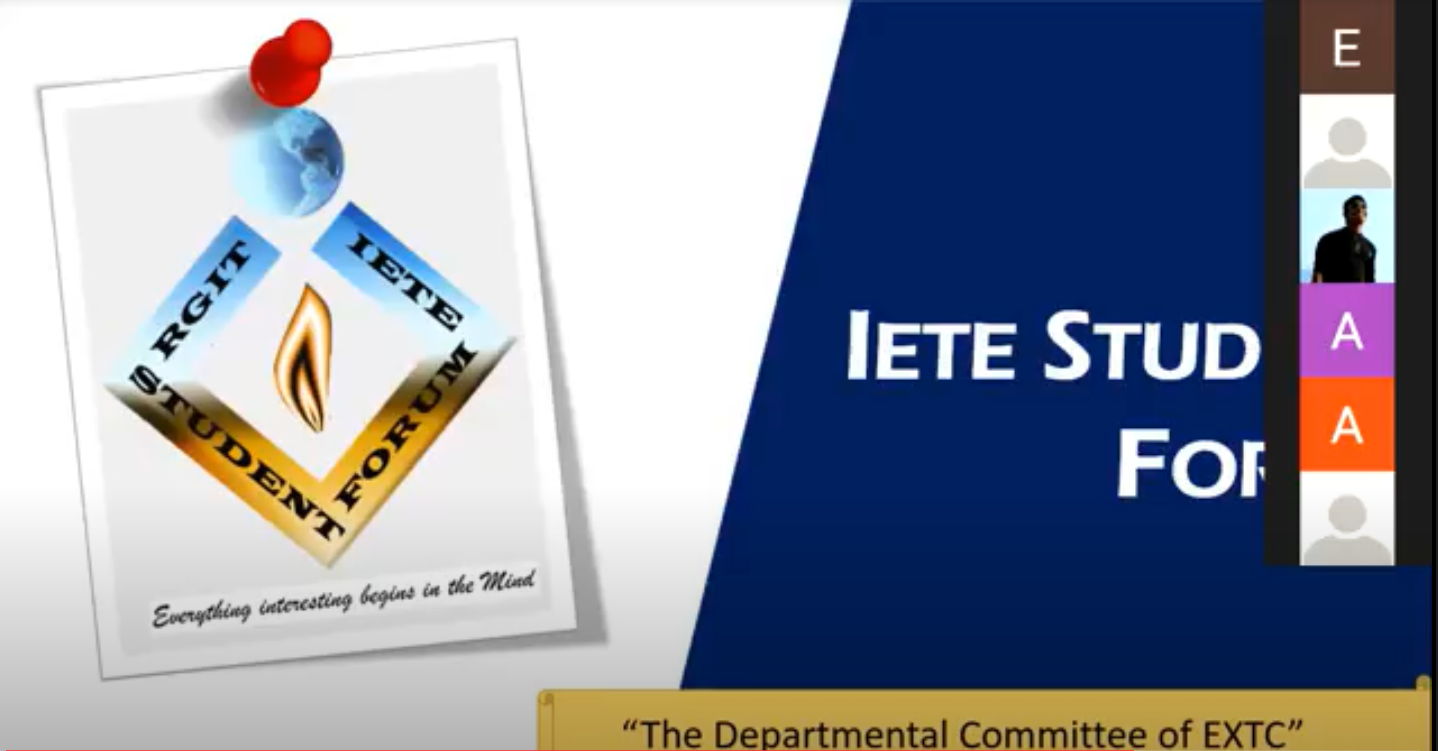 RGIT
IETE
STUDENT
FORUM
Everything interesting begins in the Mind
IETE STUD
FOR
"The Departmental Committee of EXTC"
E
A
A